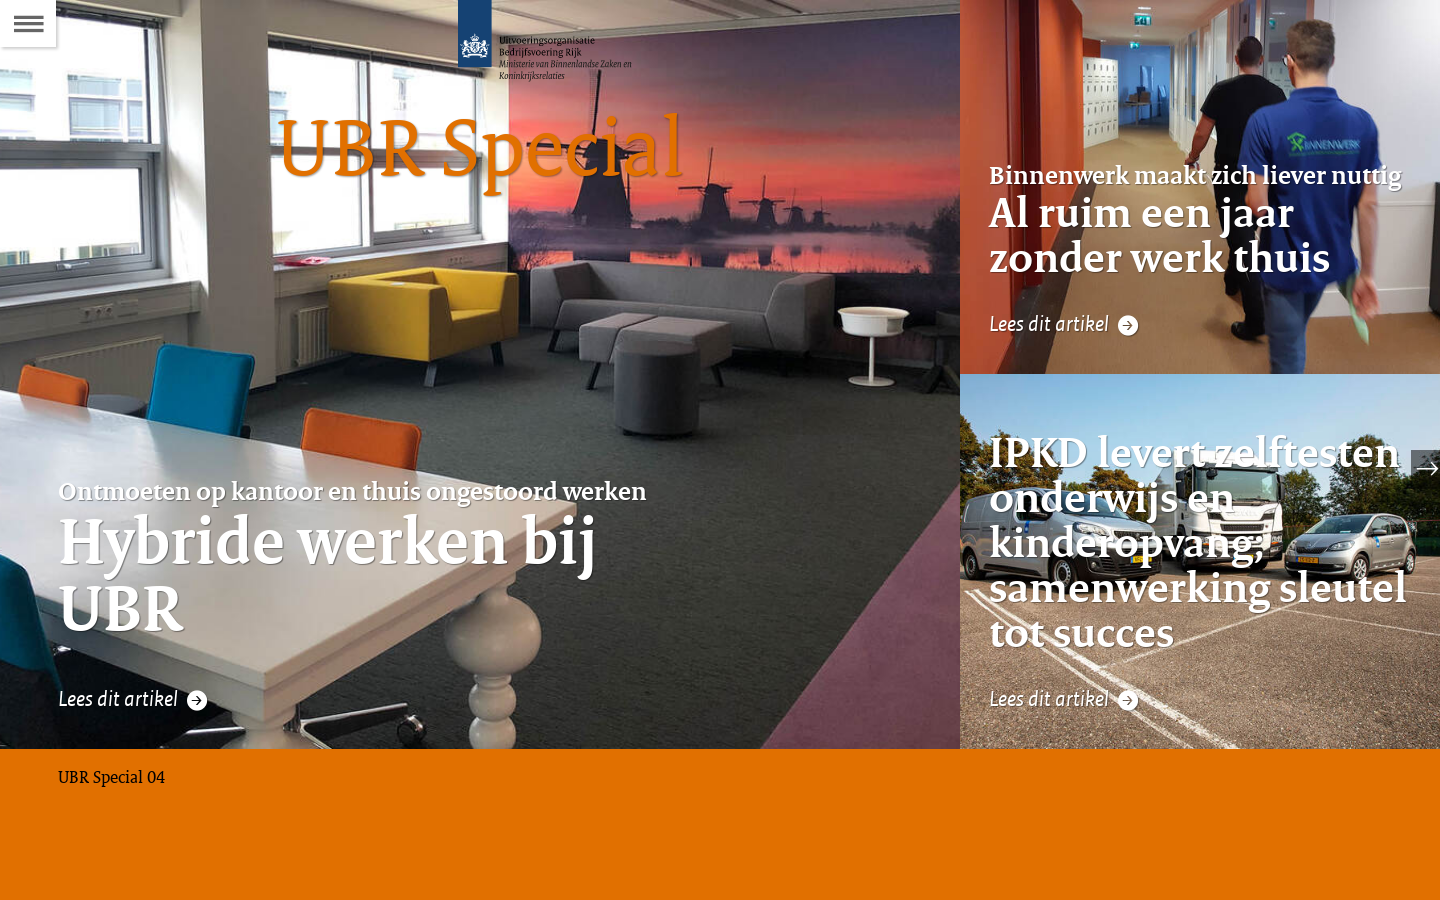 Uitvoeringsorganisatie
Bedrijfsvoering Rijk
Ministerie van Binnenlandse Zaken en
Koninkrijksrelaties
UBR Special
Ontmoeten op kantoor en thuis ongestoord werken
Hybride werken bij
UBR
Lees dit artikel
BINNENWERK
Binnenwerk maakt zich liever nuttig
Al ruim een jaar
zonder werk thuis
Lees dit artikel
IPKD levert zelftesten
onderwijs en
kinderopvang;
samenwerking sleutel
tot succes
Lees dit artikel
UBR Special 04